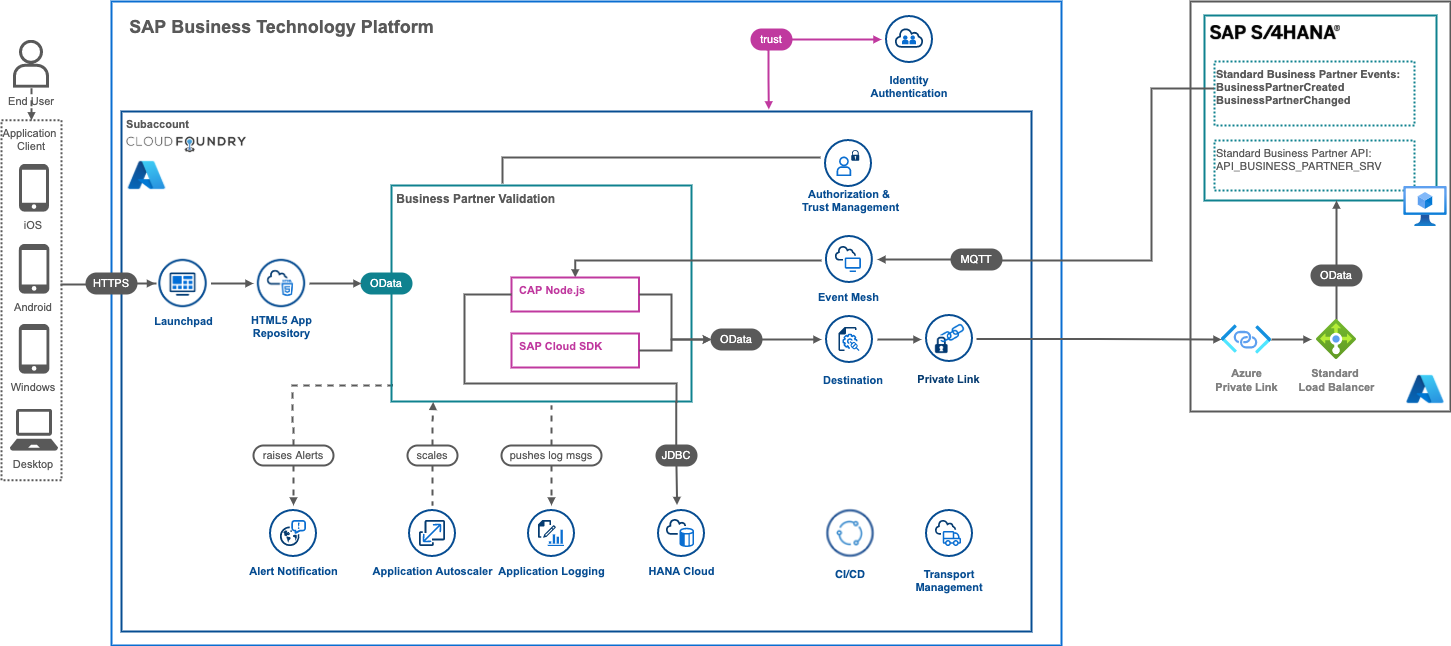 SAP Business Technology Platform
trust
Identity
Authentication
End User
Application
Client
iOS
Android
Windows
Desktop
HTTPS
Subaccount
CLOUD FOUNDRY
Launchpad
HTML5 App
Repository
OData
Business Partner Validation
CAP Node.js
SAP Cloud SDK
Authorization &
Trust Management
Event Mesh
MQTT
OData
Destination
Private Link
raises Alerts
scales
pushes log msgs
JDBC
Alert Notification
Application Autoscaler
Application Logging
HANA Cloud
CI/CD
Transport
Management
SAP S/4HANA®
Standard Business Partner Events:
BusinessPartnerCreated
BusinessPartnerChanged
Standard Business Partner API:
API_BUSINESS_PARTNER_SRV
OData
Azure
Private Link
Standard
Load Balancer